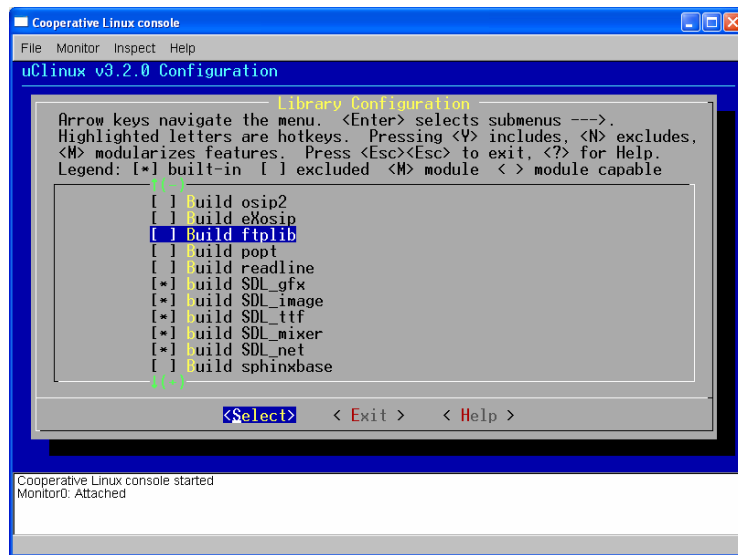 Cooperative Linux console
File Monitor Inspect Help
uClinux v3.2.0 Configuration
Library Configuration
Arrow keys navigate the menu. <Enter> selects submenus --->.
Highlighted letters are hotkeys. Pressing <Y> includes, <N> excludes,
<M> modularizes features. Press <Esc><Esc> to exit, <?> for Help.
Legend: [*] built-in [ ] excluded <M> module < > module capable
↑(-)
[ ] Build osip2
[ ] Build eXosip
[ ] Build ftplib
[ ] Build popt
[ ] Build readline
[*] build SDL_gfx
[*] build SDL_image
[*] build SDL_ttf
[*] build SDL_mixer
[*] build SDL_net
[ ] Build sphinxbase
↓(+)
<Select> < Exit > < Help >
Cooperative Linux console started
Monitor0: Attached